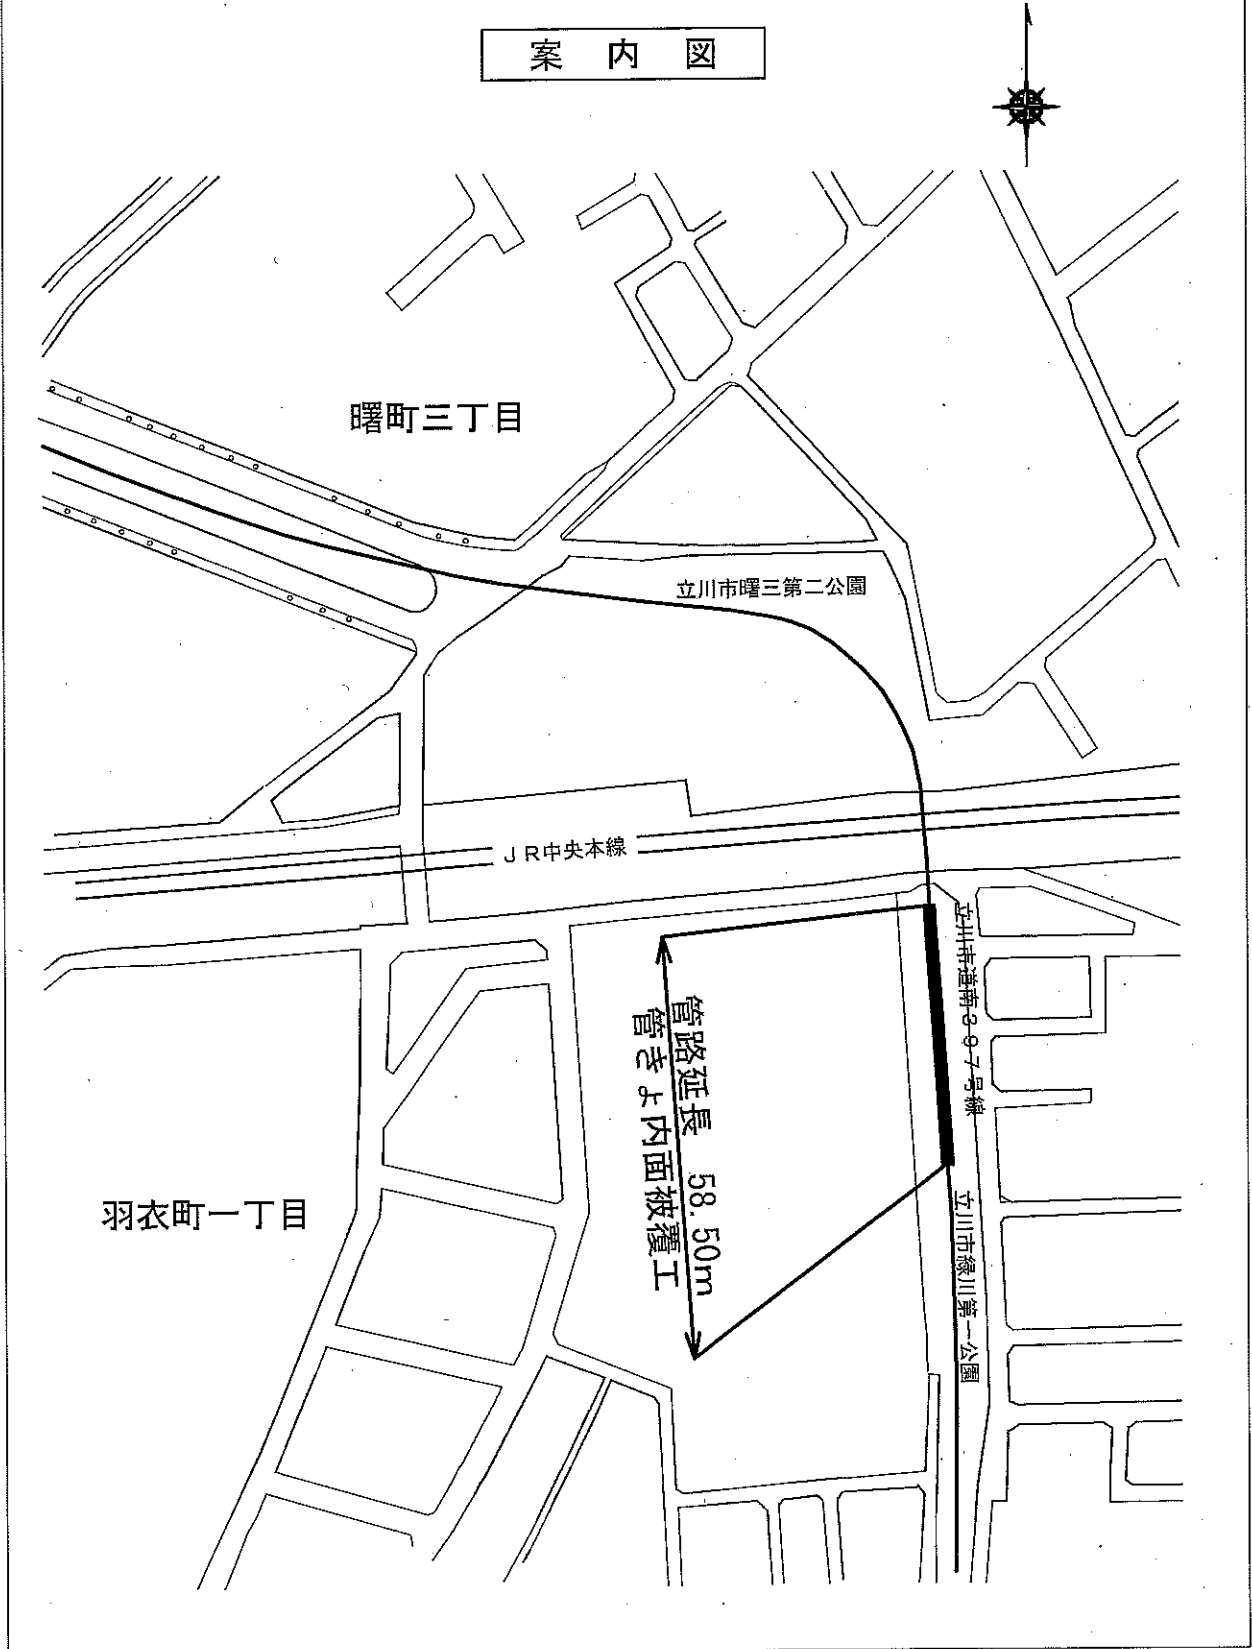 案内図
曙町三丁目
立川市曙三第二公園
JR中央本線
立川市道南397号線
管路延長 58.50m
管きょ内面被覆工
羽衣町一丁目
立川市緑川第一公園